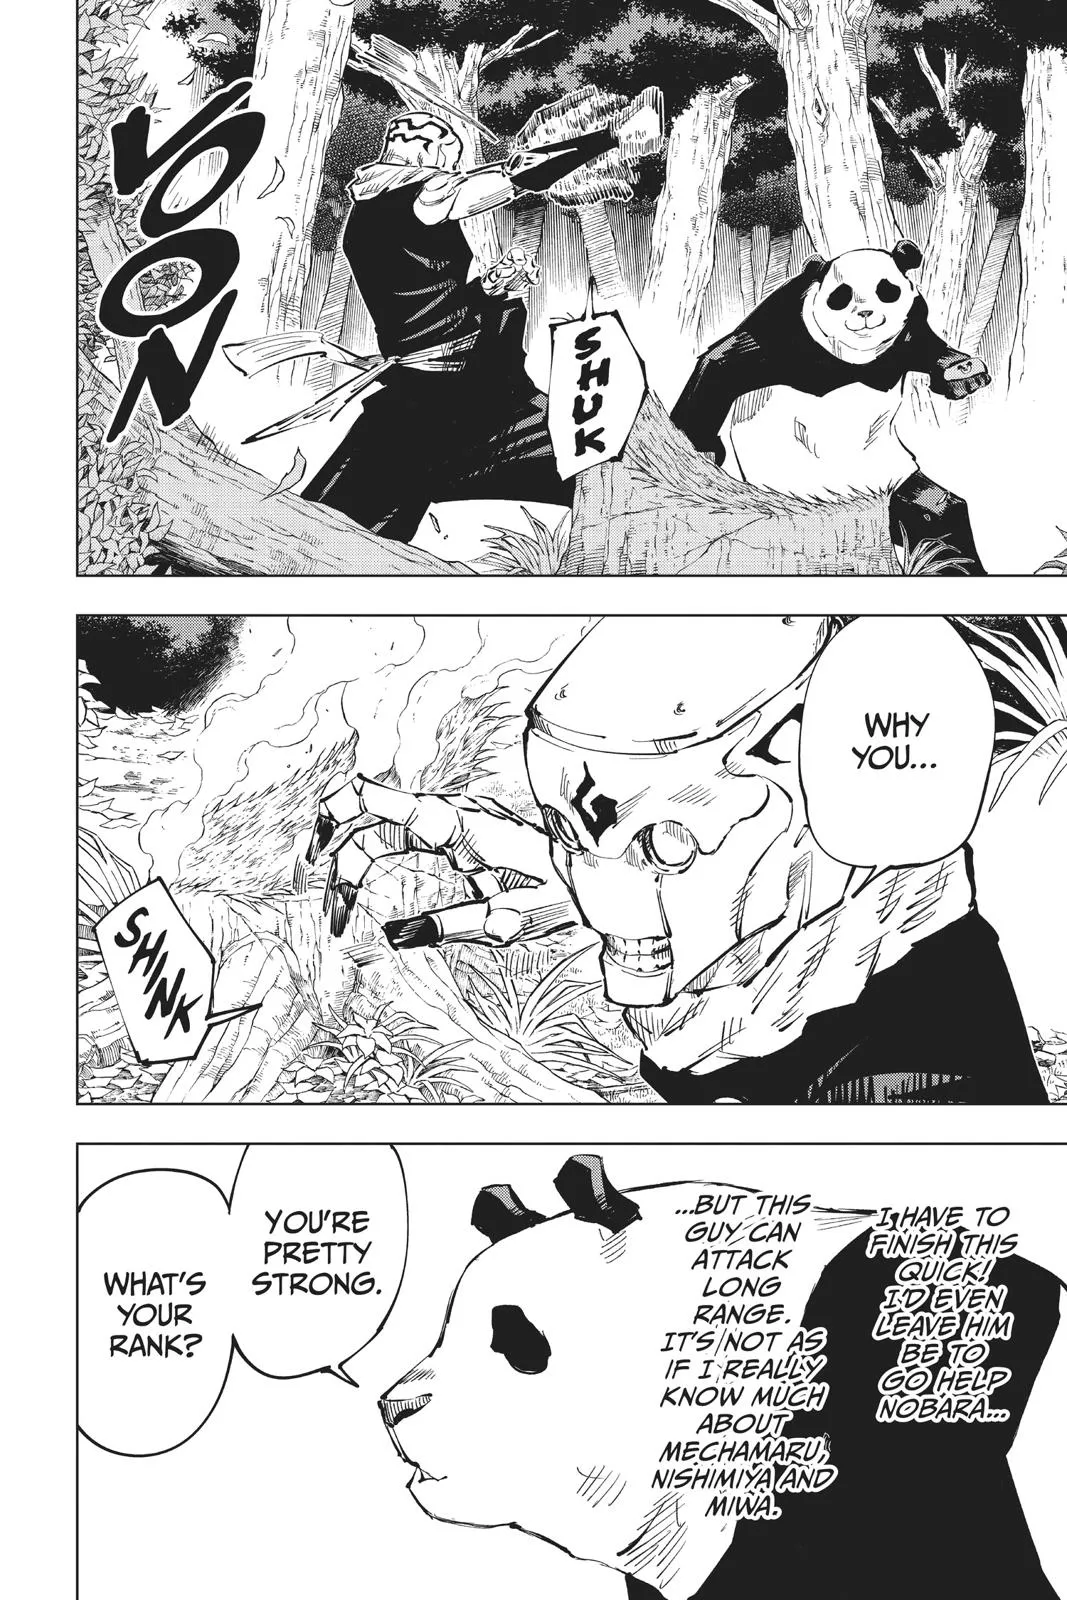 VOON
SHUK
WHY
YOU...
SHINK
I HAVE TO
FINISH THIS
QUICK!
I'D EVEN
LEAVE HIM
BE TO
GO HELP
NOBARA...
...BUT THIS
GUY CAN
ATTACK
LONG
RANGE.
IT'S NOT AS
IF I REALLY
KNOW MUCH
ABOUT
MECHAMARU,
NISHIMIYA AND
MIWA.
YOU'RE
PRETTY
STRONG.
WHAT'S
YOUR
RANK?